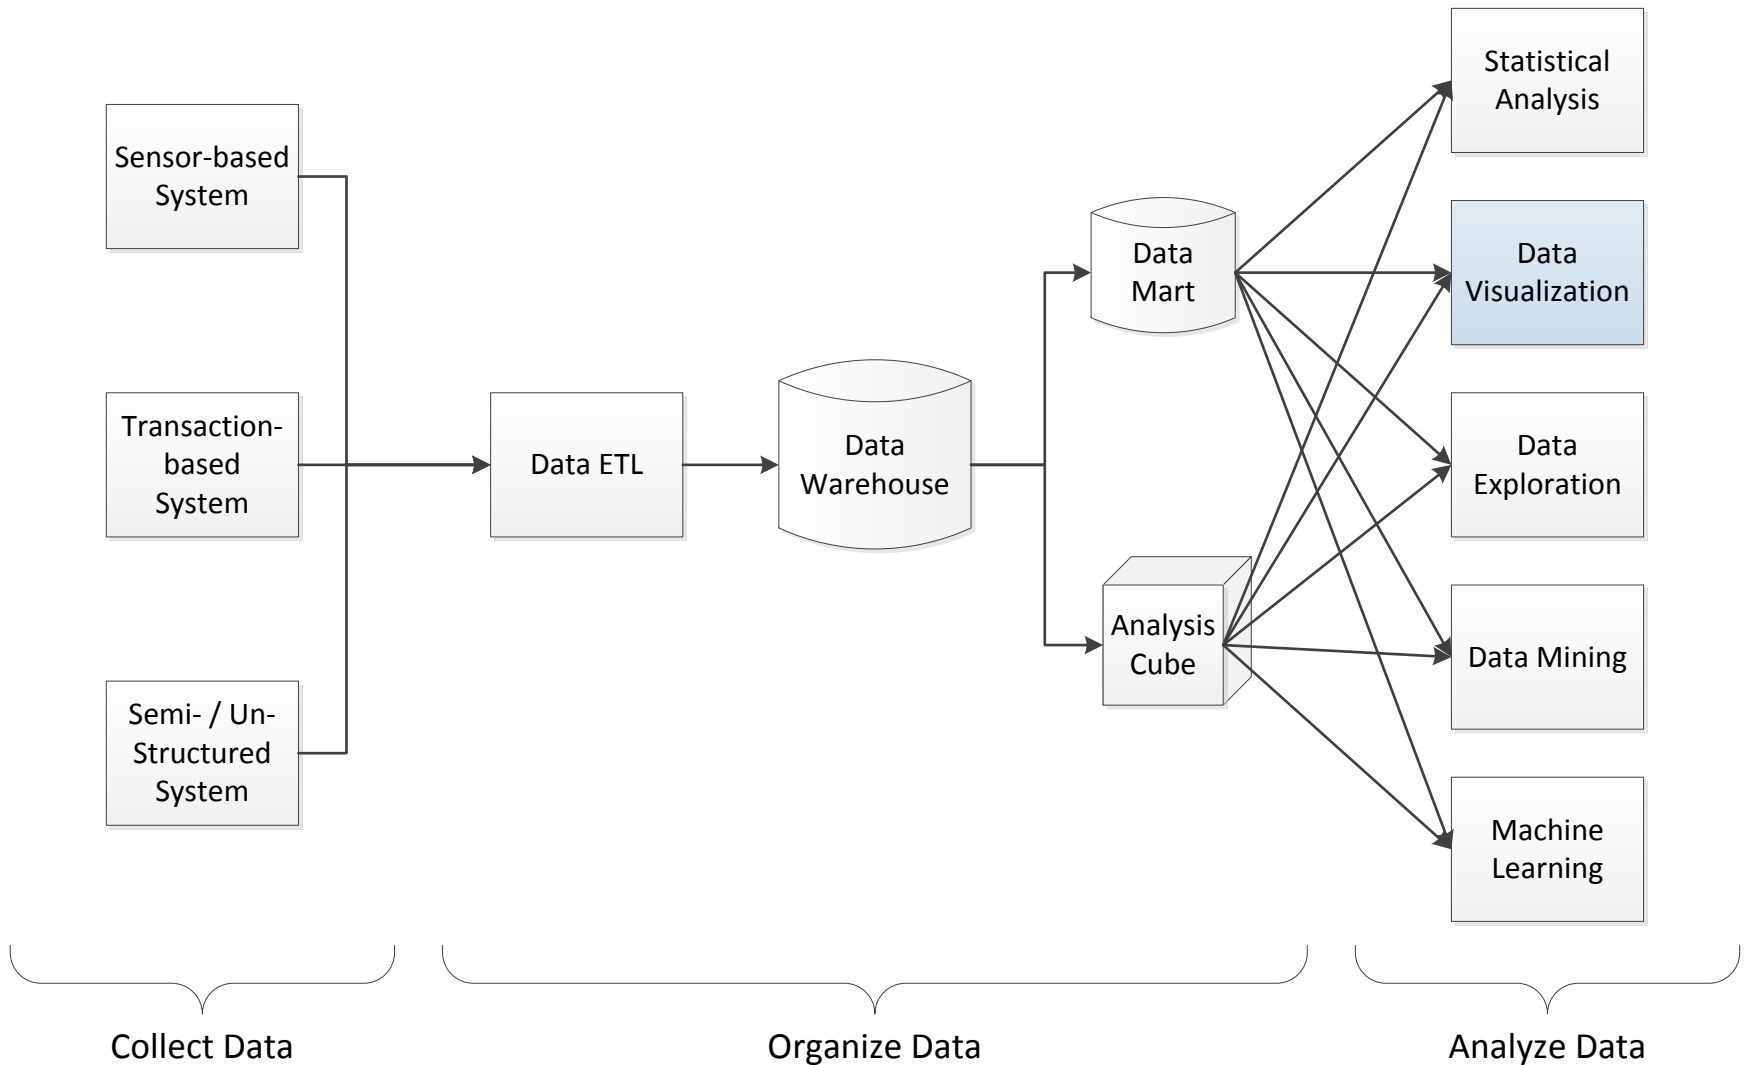 Sensor-based
System
Transaction-
based
System
Semi- / Un-
Structured
System
Data ETL
Data
Warehouse
Data
Mart
Analysis
Cube
Statistical
Analysis
Data
Visualization
Data
Exploration
Data Mining
Machine
Learning
Collect Data
Organize Data
Analyze Data